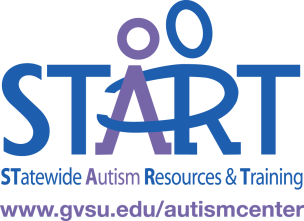 START
STatewide Autism Resources & Training
www.gvsu.edu/autismcenter